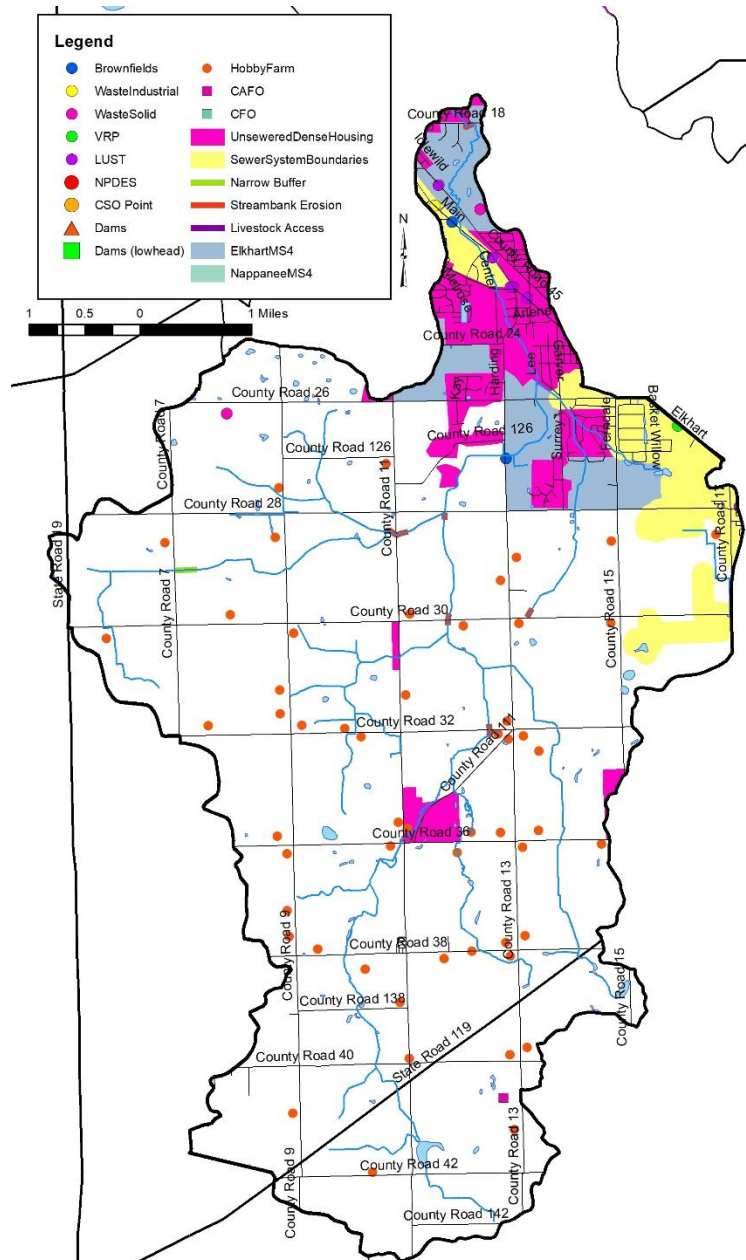 Legend
Brownfields
WasteIndustrial
WasteSolid
VRP
LUST
NPDES
CSO Point
Dams
Dams (lowhead)
HobbyFarm
CAFO
CFO
UnseweredDenseHousing
SewerSystemBoundaries
Narrow Buffer
Streambank Erosion
Livestock Access
ElkhartMS4
NappaneeMS4
N
1 0.5 0 1 Miles
County Road 18
Idlewild
Main
County Road 45
Center
Melrose
Arlene
County Road 24
Harding
Lee
Kay
County Road 26
County Road 7
County Road 126
County Road 126
Surrey
Ferndale
Basket Willow
Elkhart
County Road 11
County Road 28
County Road 17
State Road 19
County Road 7
County Road 30
County Road 15
County Road 32
County Road 111
County Road 36
County Road 13
County Road 9
County Road 38
County Road 15
County Road 138
County Road 40
State Road 119
County Road 13
County Road 9
County Road 42
County Road 142